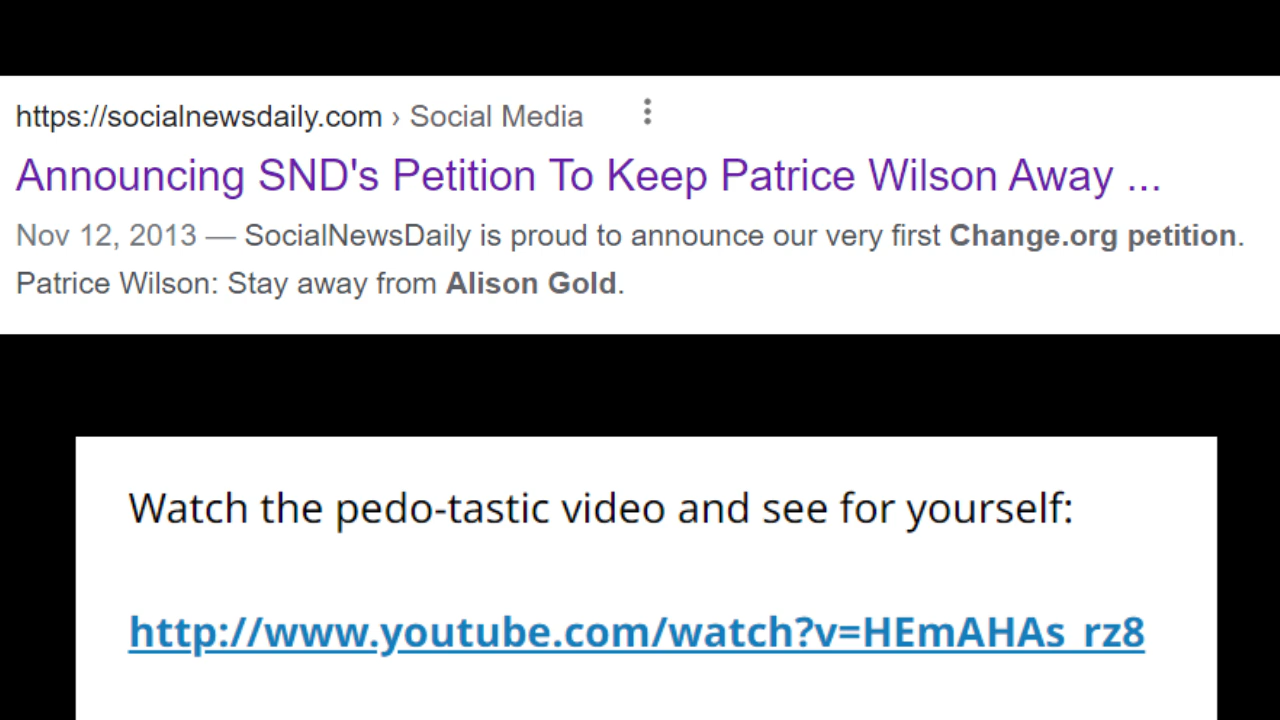 https://socialnewsdaily.com › Social Media
Announcing SND's Petition To Keep Patrice Wilson Away ...
Nov 12, 2013 — SocialNewsDaily is proud to announce our very first Change.org petition.
Patrice Wilson: Stay away from Alison Gold.
Watch the pedo-tastic video and see for yourself:
http://www.youtube.com/watch?v=HEmAHAs_rz8